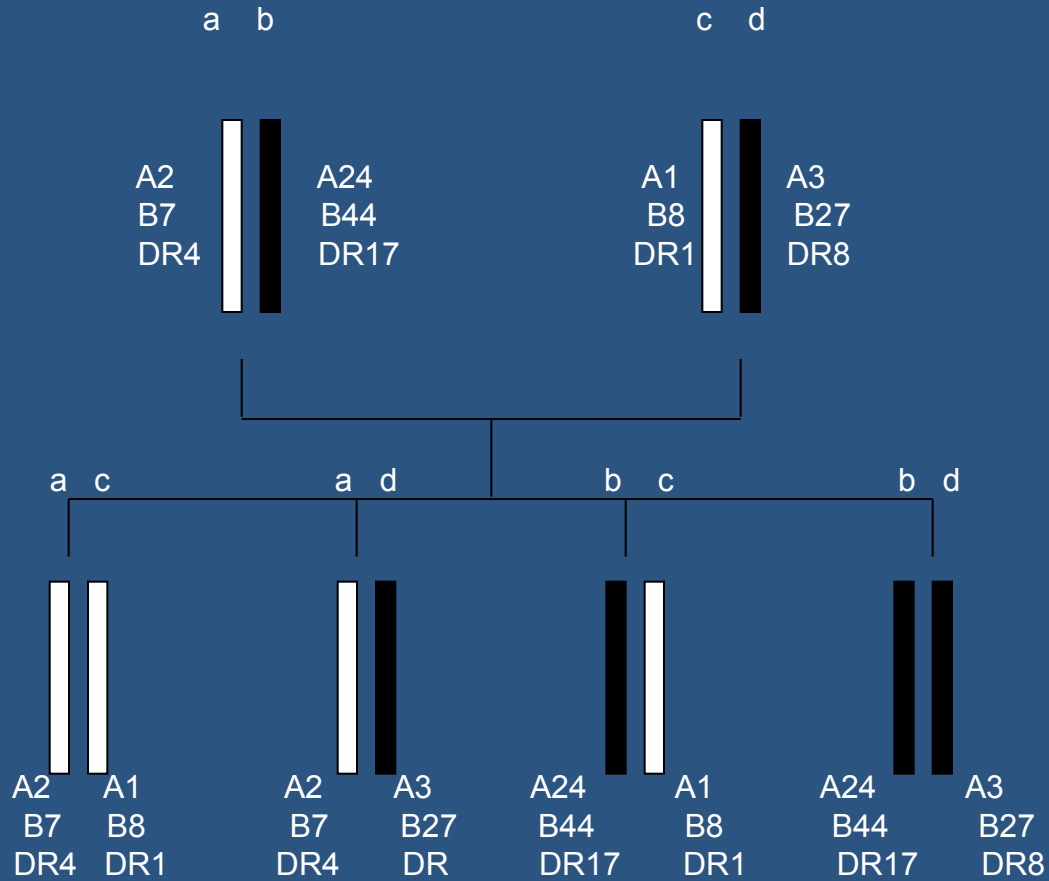 a b c d
A2 A24 A1 A3
B7 B44 B8 B27
DR4 DR17 DR1 DR8
a c a d b c b d
A2 A1 A2 A3 A24 A1 A24 A3
B7 B8 B7 B27 B44 B8 B44 B27
DR4 DR1 DR4 DR DR17 DR1 DR17 DR8